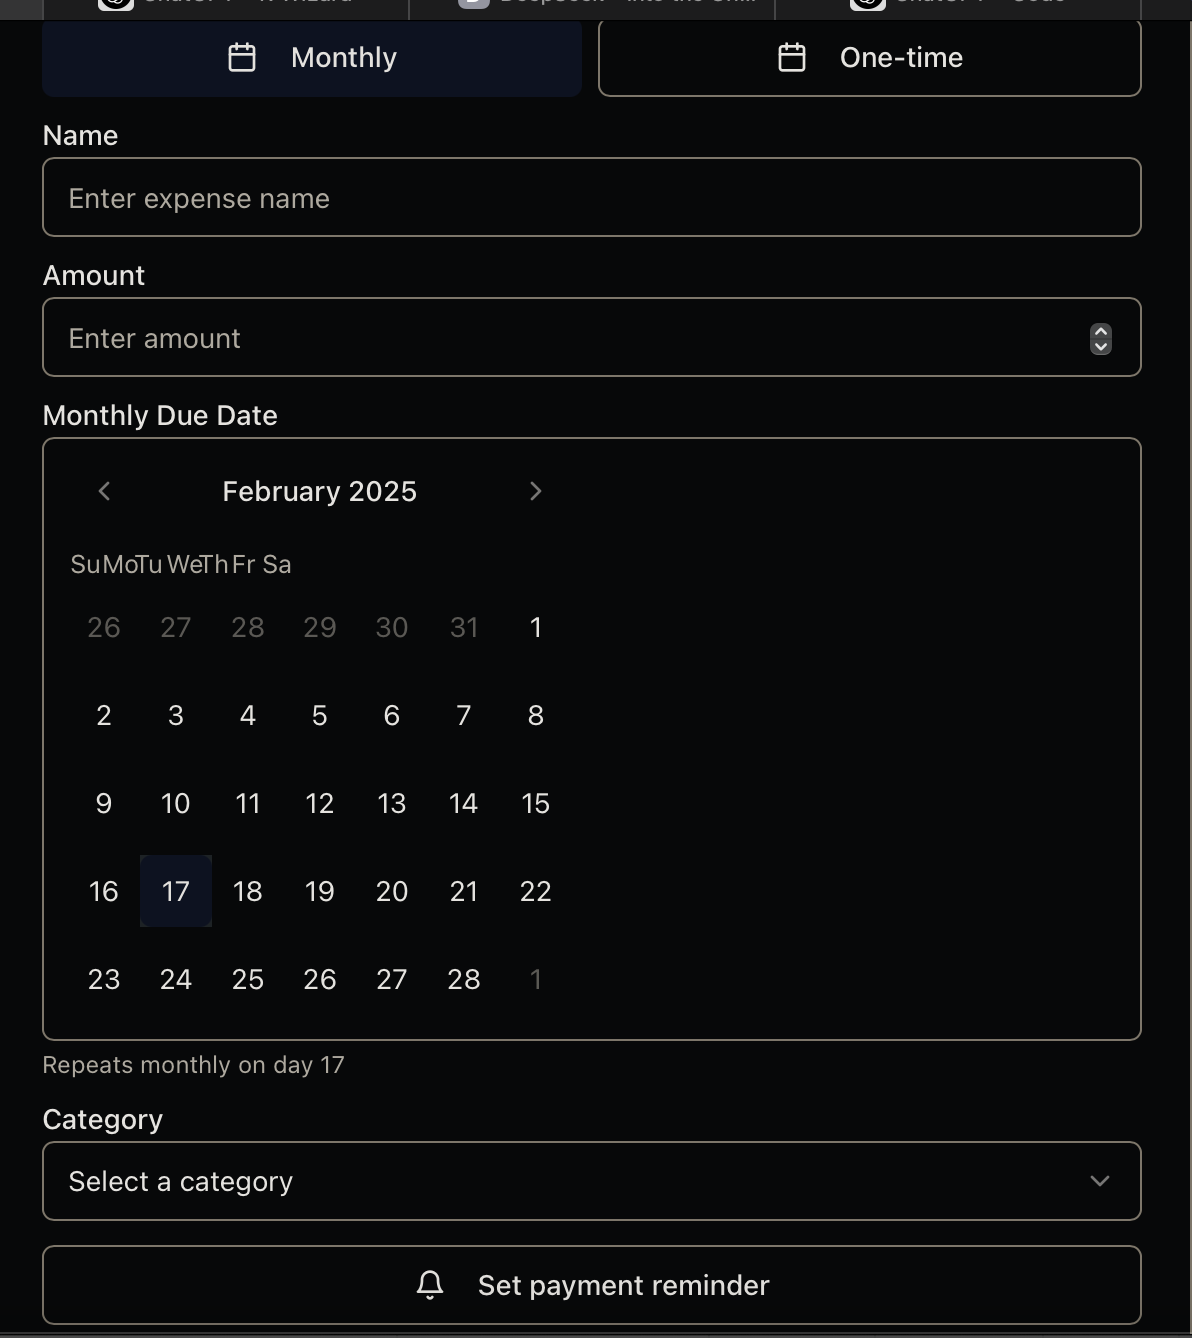 Monthly
One-time
Name
Enter expense name
Amount
Enter amount
Monthly Due Date
February 2025
Su Mo Tu We Th Fr Sa
26 27 28 29 30 31 1
2 3 4 5 6 7 8
9 10 11 12 13 14 15
16 17 18 19 20 21 22
23 24 25 26 27 28 1
Repeats monthly on day 17
Category
Select a category
Set payment reminder